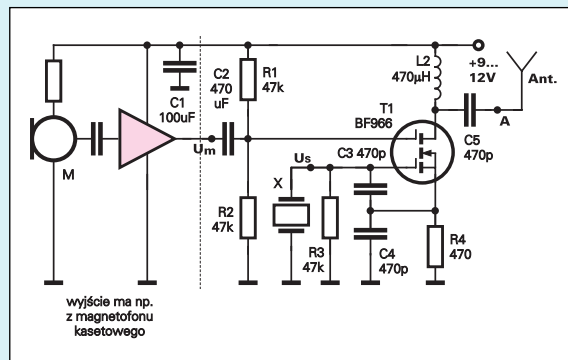 C1
100uF
C2
470
uF
R1
47k
L2
470µH
+9...
12V
Ant.
T1
BF966
A
C5
470p
M
Um
Us
C3 470p
X
R2
47k
R3
47k
C4
470p
R4
470
wyjście ma np.
z magnetofonu
kasetowego